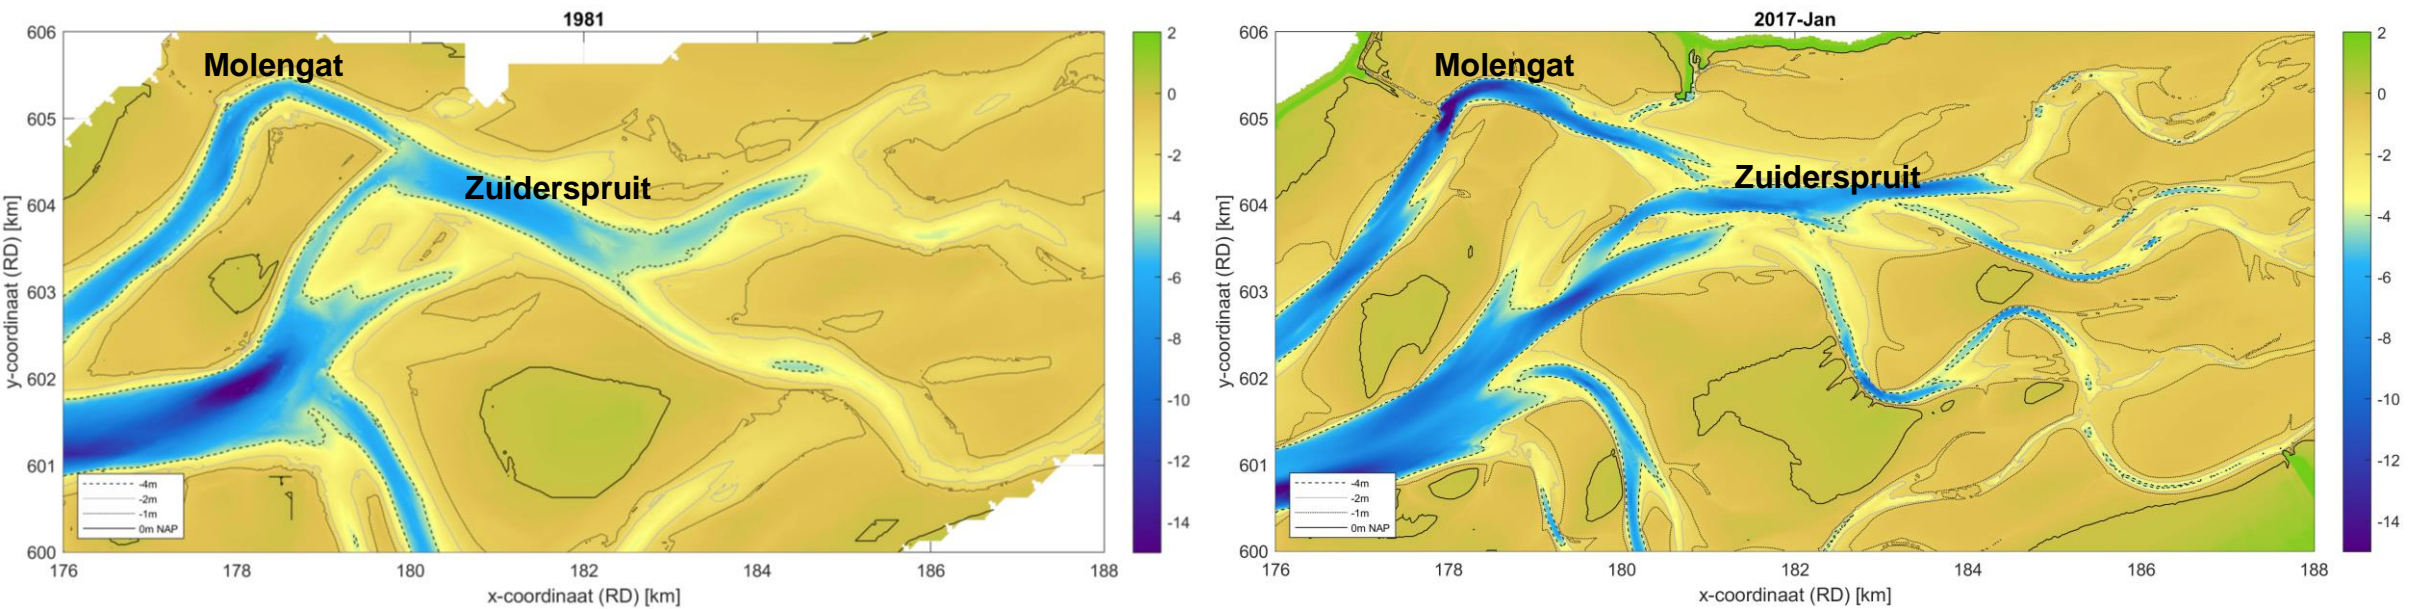 1981
Molengat
Zuiderspruit
606
605
604
603
602
601
600
y-coordinaat (RD) [km]
176
178
180
182
184
186
188
x-coordinaat (RD) [km]
-4m
-2m
-1m
0m NAP
2
0
-2
-4
-6
-8
-10
-12
-14
2017-Jan
Molengat
Zuiderspruit
606
605
604
603
602
601
600
y-coordinaat (RD) [km]
176
178
180
182
184
186
188
x-coordinaat (RD) [km]
-4m
-2m
-1m
0m NAP
2
0
-2
-4
-6
-8
-10
-12
-14